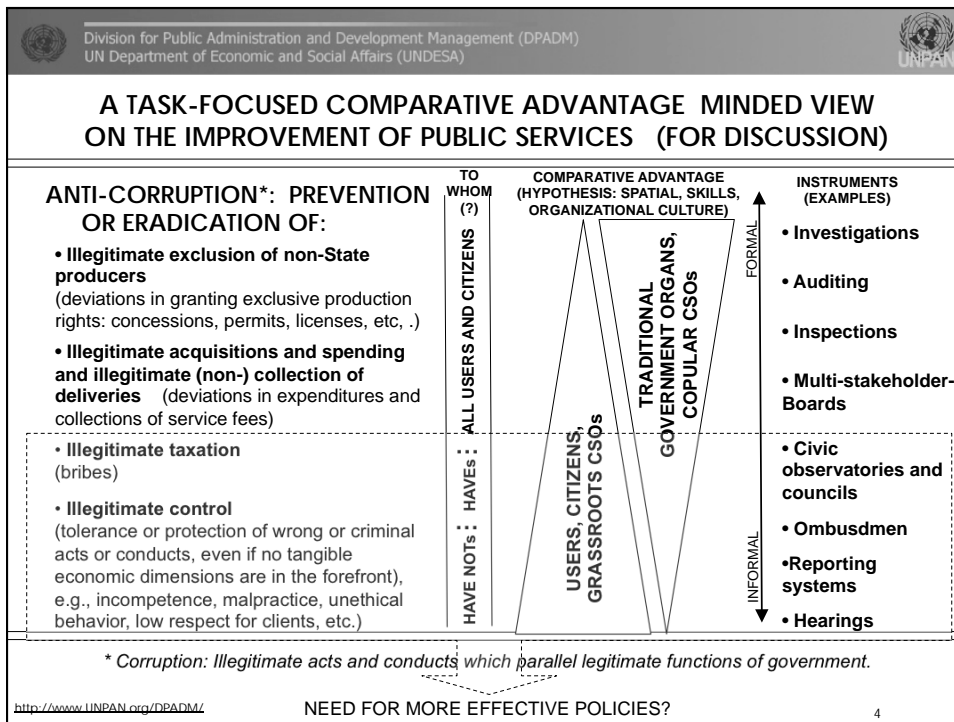 Division for Public Administration and Development Management (DPADM)
UN Department of Economic and Social Affairs (UNDESA)
UNPAN
A TASK-FOCUSED COMPARATIVE ADVANTAGE MINDED VIEW
ON THE IMPROVEMENT OF PUBLIC SERVICES (FOR DISCUSSION)
ANTI-CORRUPTION*: PREVENTION
OR ERADICATION OF:
• Illegitimate exclusion of non-State
producers
(deviations in granting exclusive production
rights: concessions, permits, licenses, etc, .)
• Illegitimate acquisitions and spending
and illegitimate (non-) collection of
deliveries (deviations in expenditures and
collections of service fees)
• Illegitimate taxation
(bribes)
• Illegitimate control
(tolerance or protection of wrong or criminal
acts or conducts, even if no tangible
economic dimensions are in the forefront),
e.g., incompetence, malpractice, unethical
behavior, low respect for clients, etc.)
TO
WHOM
(?)
HAVE NOTs : HAVEs : ALL USERS AND CITIZENS
COMPARATIVE ADVANTAGE
(HYPOTHESIS: SPATIAL, SKILLS,
ORGANIZATIONAL CULTURE)
USERS, CITIZENS,
GRASSROOTS CSOs
TRADITIONAL
GOVERNMENT ORGANS,
COPULAR CSOs
FORMAL
INFORMAL
INSTRUMENTS
(EXAMPLES)
• Investigations
• Auditing
• Inspections
• Multi-stakeholder-
Boards
• Civic
observatories and
councils
• Ombudsmen
•Reporting
systems
• Hearings
* Corruption: Illegitimate acts and conducts which parallel legitimate functions of government.
http://www.UNPAN.org/DPADM/
NEED FOR MORE EFFECTIVE POLICIES?
4